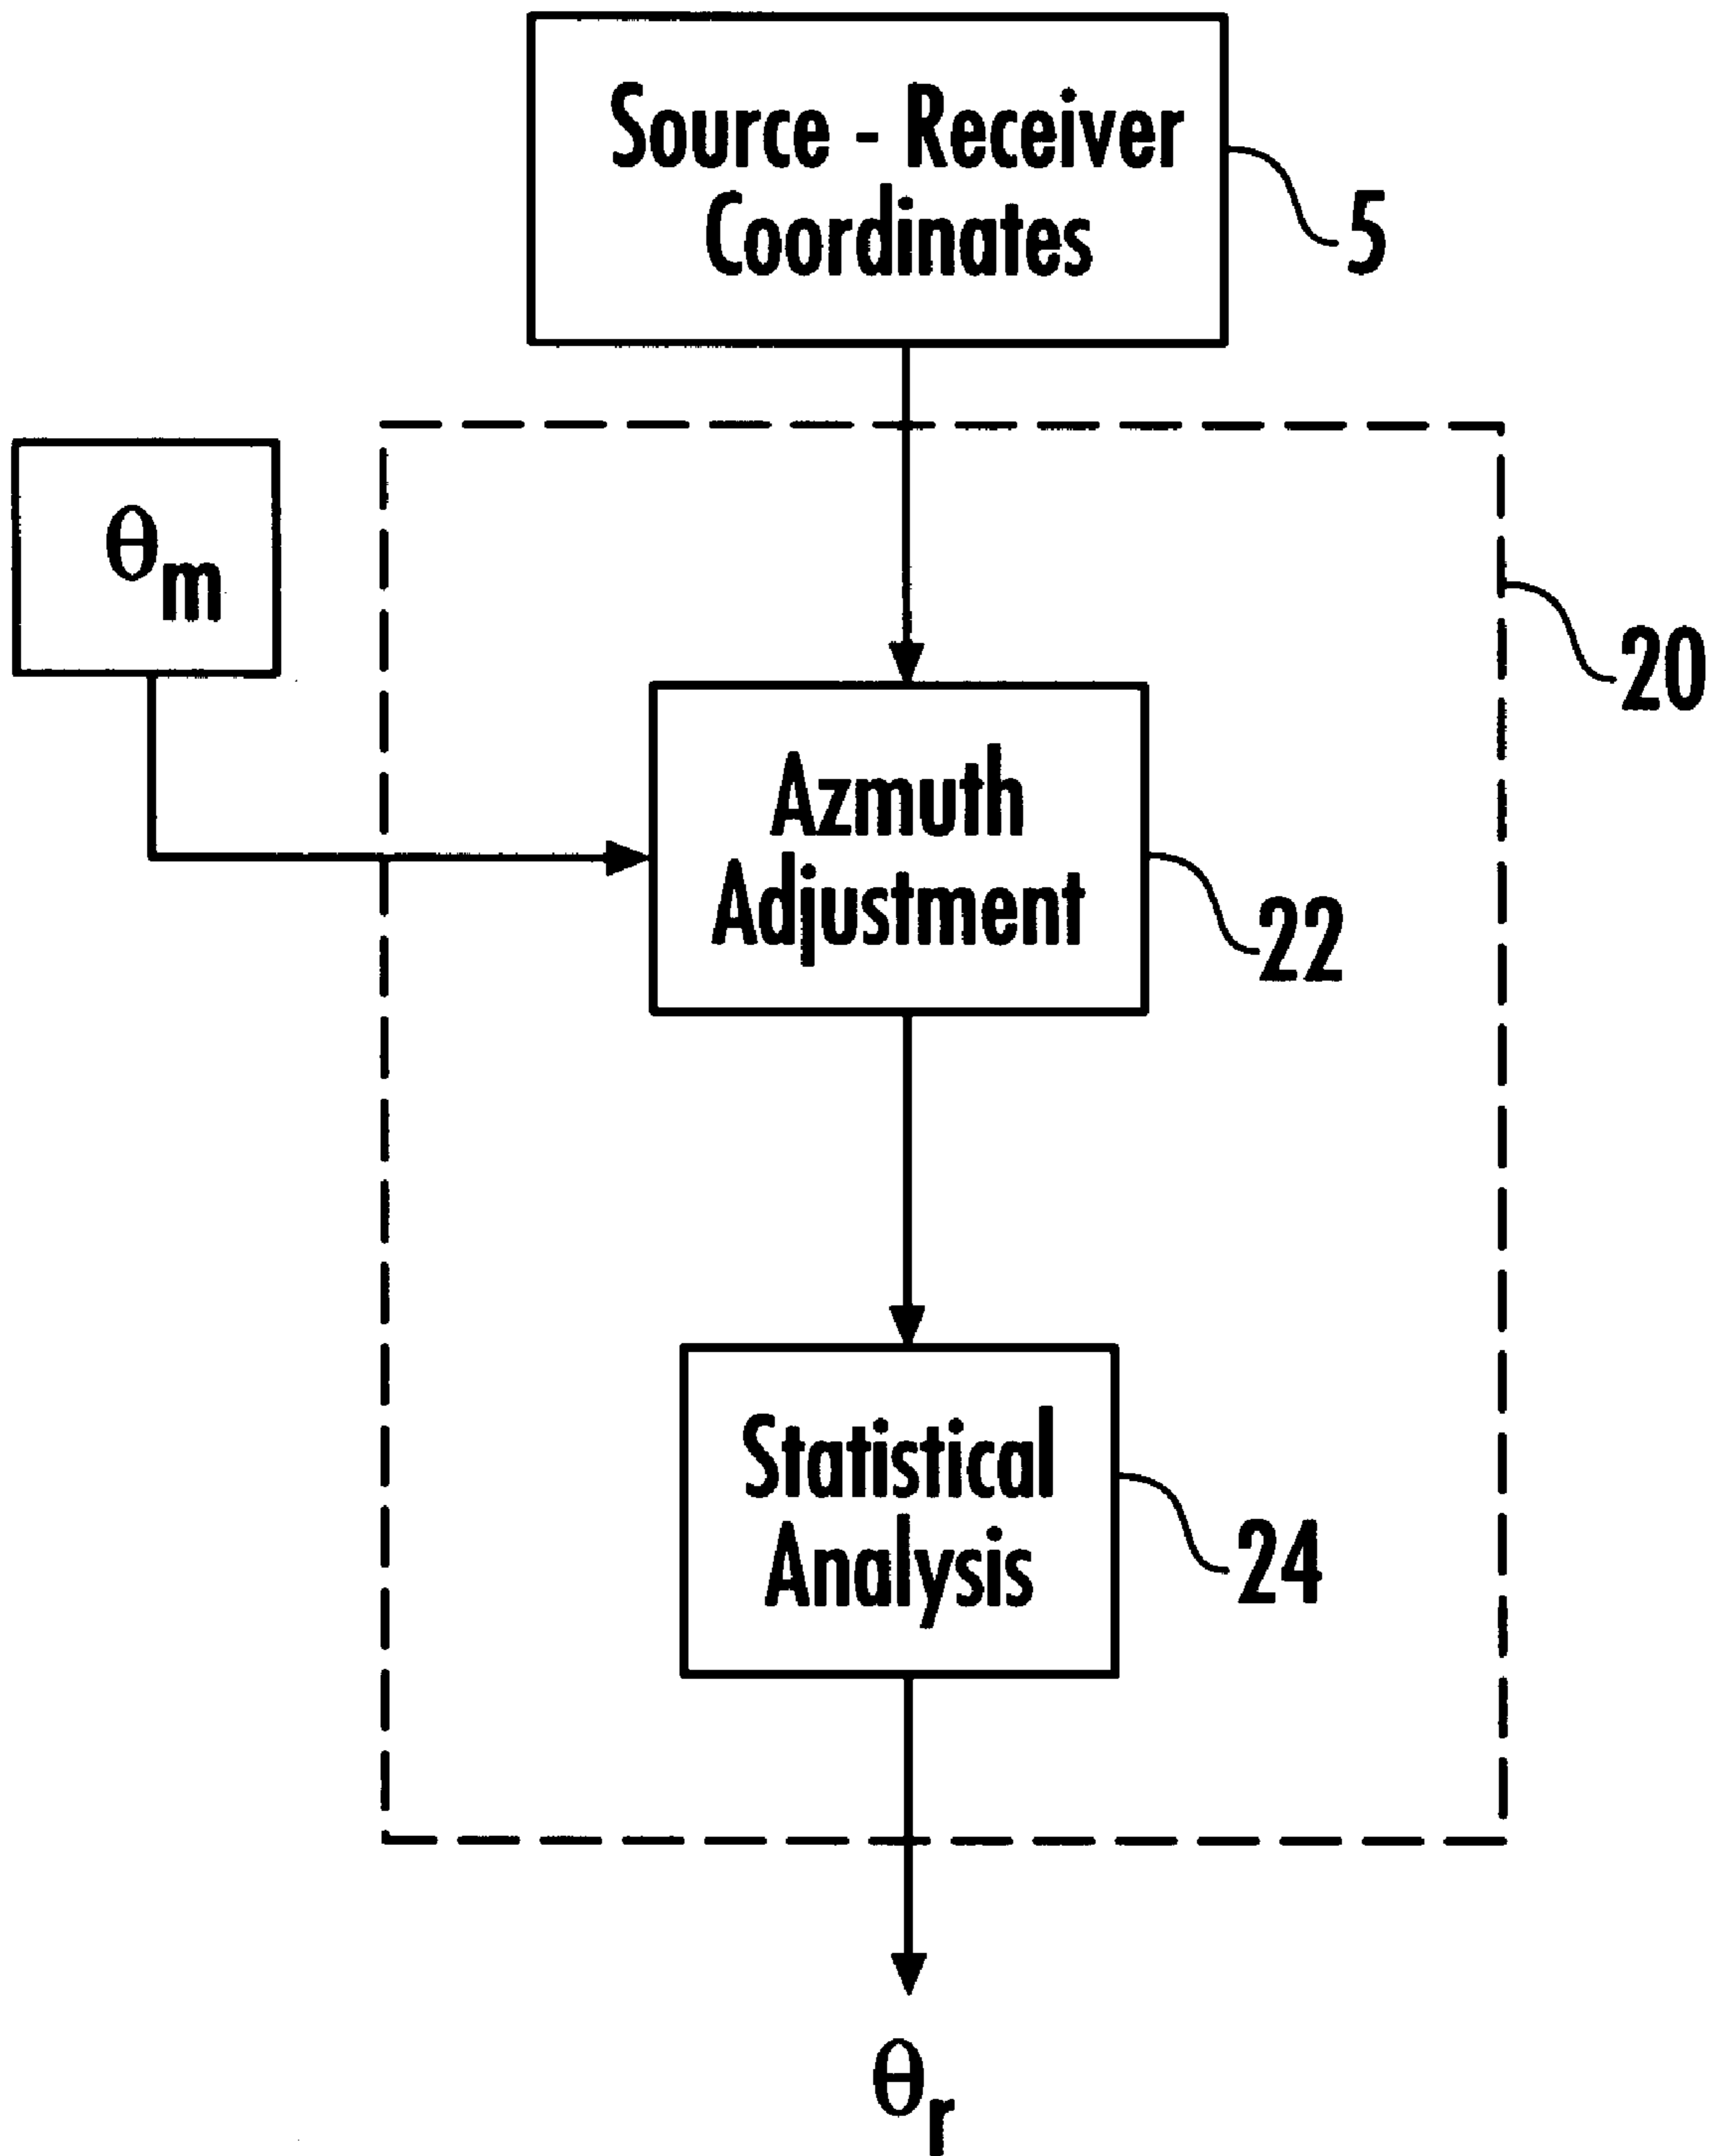 Source - Receiver
Coordinates
5
θm
20
Azmuth
Adjustment
22
Statistical
Analysis
24
θr